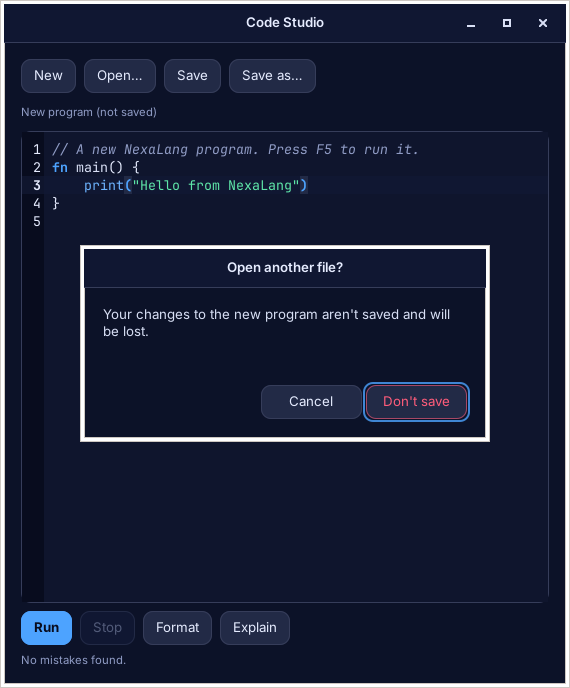 Code Studio
New Open... Save Save as...
New program (not saved)
1 // A new NexaLang program. Press F5 to run it.
2 fn main() {
3     print("Hello from NexaLang")
4 }
5
Open another file?
Your changes to the new program aren't saved and will
be lost.
Cancel Don't save
Run Stop Format Explain
No mistakes found.